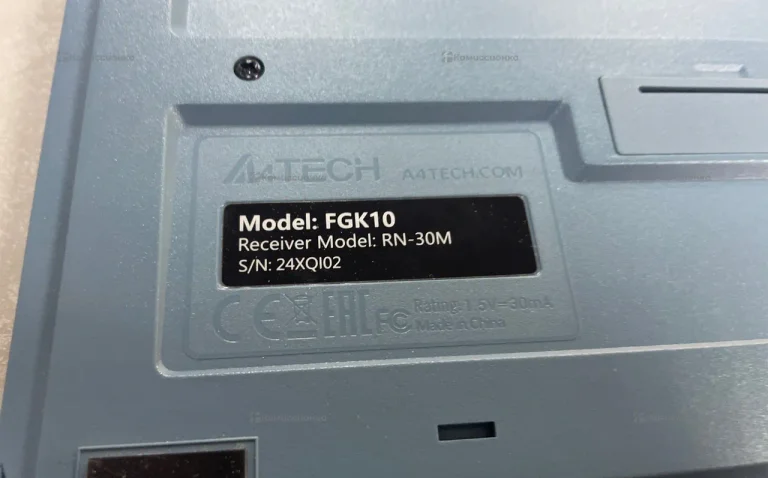 A4TECH A4TECH.COM
Model: FGK10
Receiver Model: RN-30M
S/N: 24XQI02
CE EAC FC Rating: 1.5V⎓30mA
Made in China